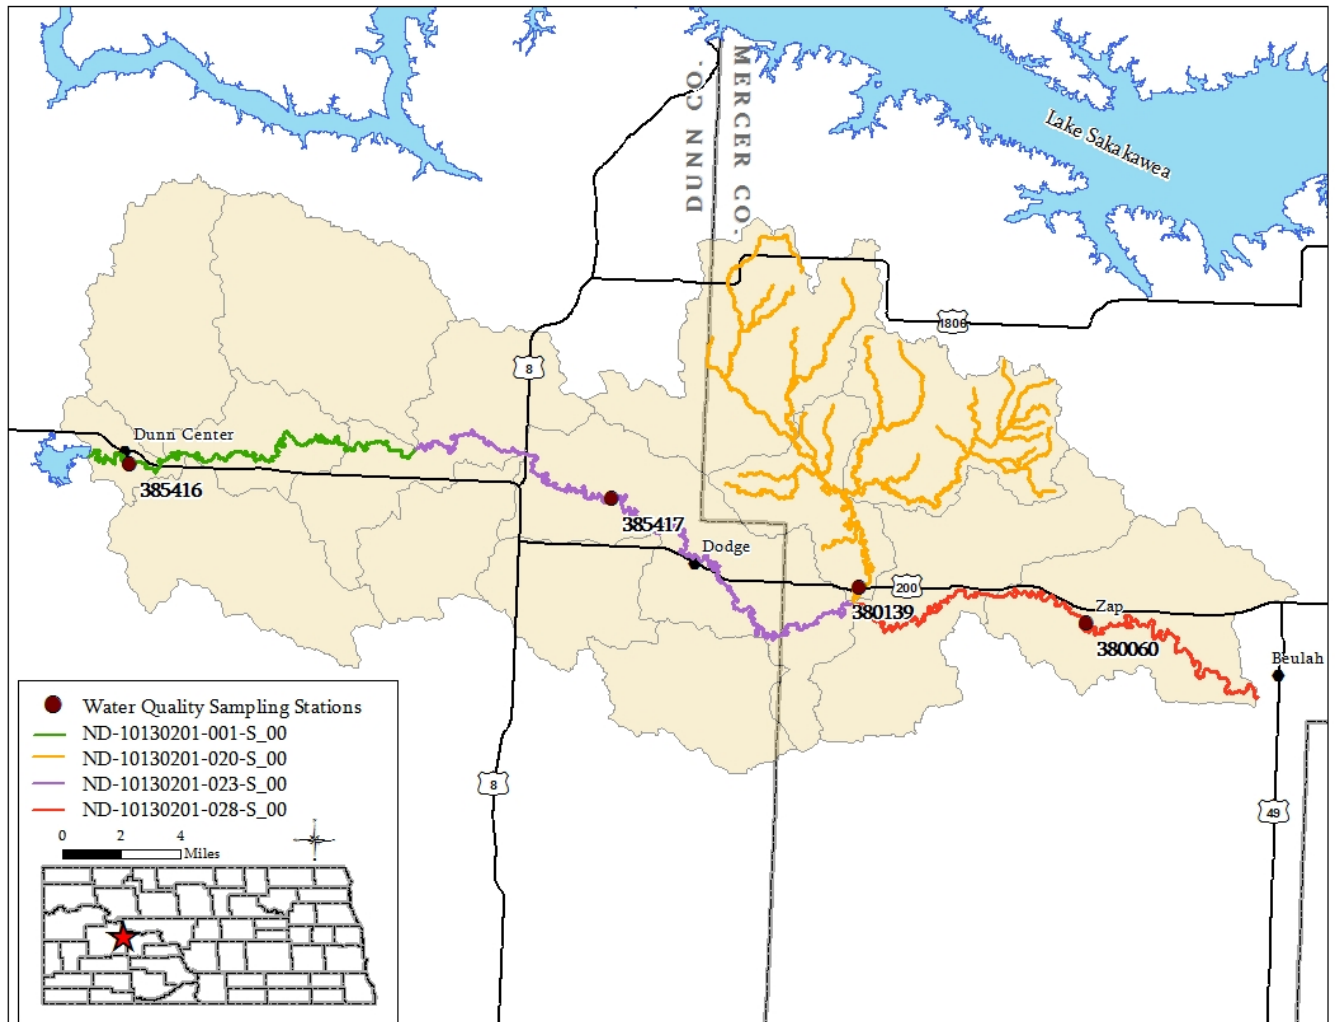 MERCER CO.
DUNN CO.
Lake Sakakawea
1806
8
Dunn Center
385416
385417
Dodge
200
380139
Zap
380060
Beulah
Water Quality Sampling Stations
ND-10130201-001-S_00
ND-10130201-020-S_00
ND-10130201-023-S_00
ND-10130201-028-S_00
8
49
0 2 4
Miles